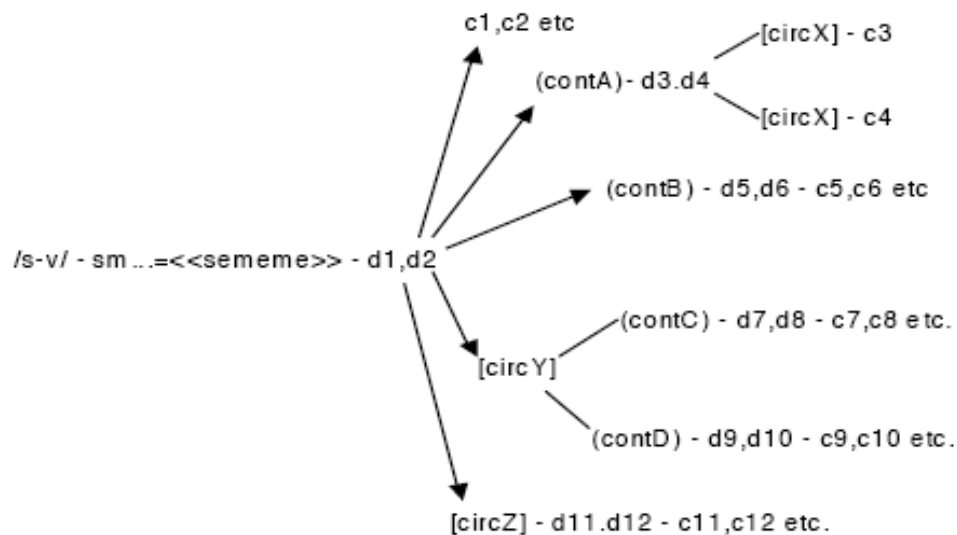 c1,c2 etc
[circX] - c3
(contA) - d3.d4
[circX] - c4
(contB) - d5,d6 - c5,c6 etc
/s-v/ - sm ...=<<sememe>> - d1,d2
(contC) - d7,d8 - c7,c8 etc.
[circY]
(contD) - d9,d10 - c9,c10 etc.
[circZ] - d11.d12 - c11,c12 etc.